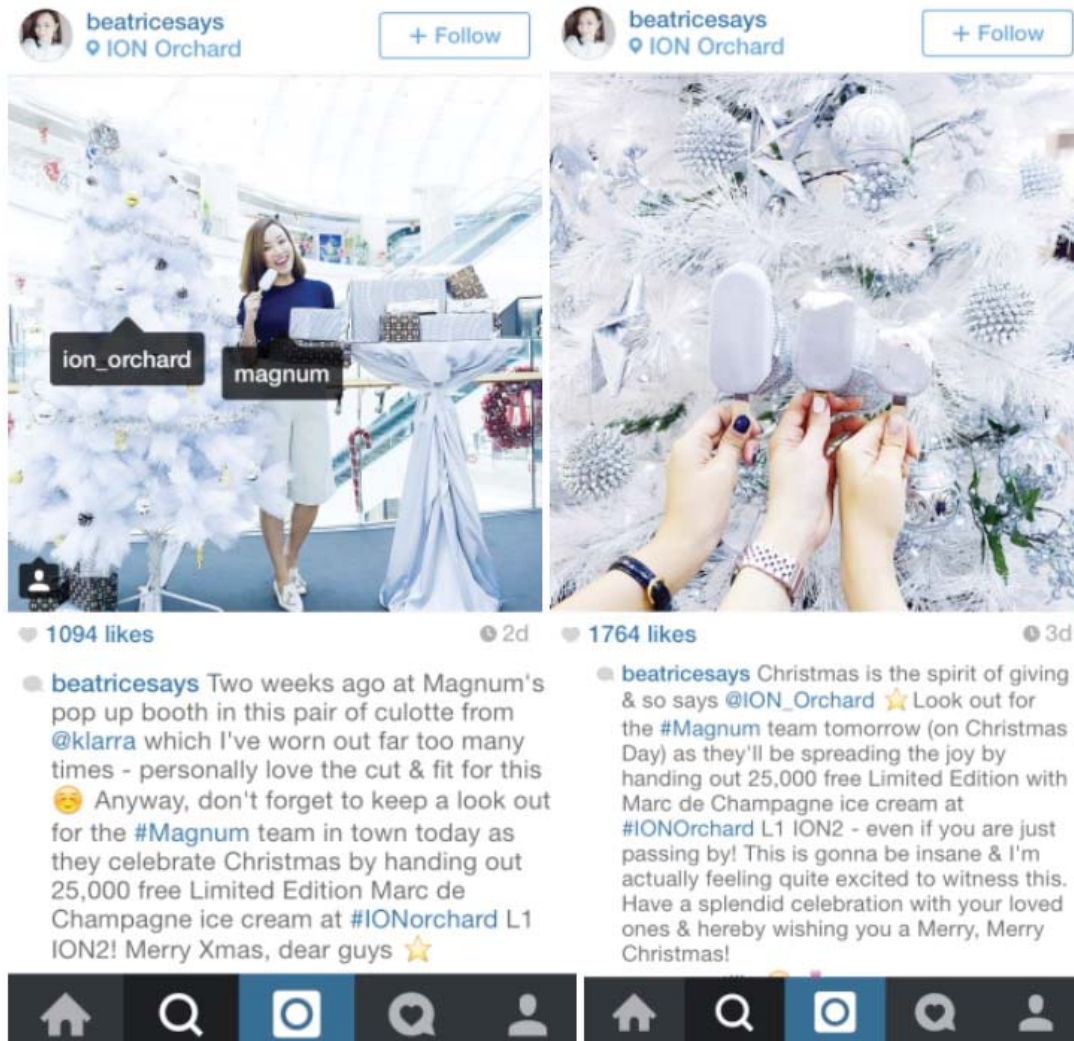 beatricesays
ION Orchard
+ Follow
ion_orchard
magnum
1094 likes
2d
beatricesays Two weeks ago at Magnum's
pop up booth in this pair of culotte from
@klarra which I've worn out far too many
times - personally love the cut & fit for this
☺️ Anyway, don't forget to keep a look out
for the #Magnum team in town today as
they celebrate Christmas by handing out
25,000 free Limited Edition Marc de
Champagne ice cream at #IONorchard L1
ION2! Merry Xmas, dear guys ⭐
beatricesays
ION Orchard
+ Follow
1764 likes
3d
beatricesays Christmas is the spirit of giving
& so says @ION_Orchard ⭐ Look out for
the #Magnum team tomorrow (on Christmas
Day) as they'll be spreading the joy by
handing out 25,000 free Limited Edition with
Marc de Champagne ice cream at
#IONOrchard L1 ION2 - even if you are just
passing by! This is gonna be insane & I'm
actually feeling quite excited to witness this.
Have a splendid celebration with your loved
ones & hereby wishing you a Merry, Merry
Christmas!